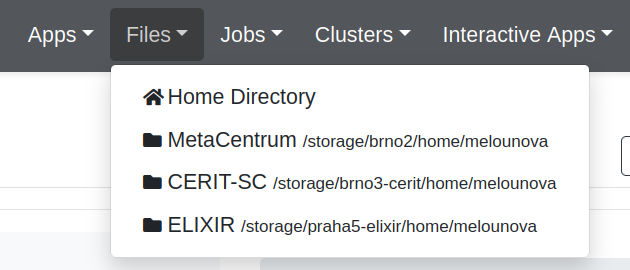 Apps Files Jobs Clusters Interactive Apps
Home Directory
MetaCentrum /storage/brno2/home/melounova
CERIT-SC /storage/brno3-cerit/home/melounova
ELIXIR /storage/praha5-elixir/home/melounova